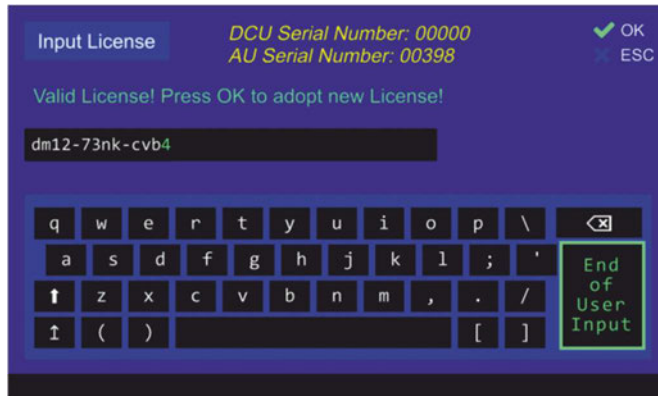 Input License
DCU Serial Number: 00000
AU Serial Number: 00398
OK
ESC
Valid License! Press OK to adopt new License!
dm12-73nk-cvb4
q w e r t y u i o p \
a s d f g h j k l ; '
z x c v b n m , . /
( ) [ ]
End
of
User
Input